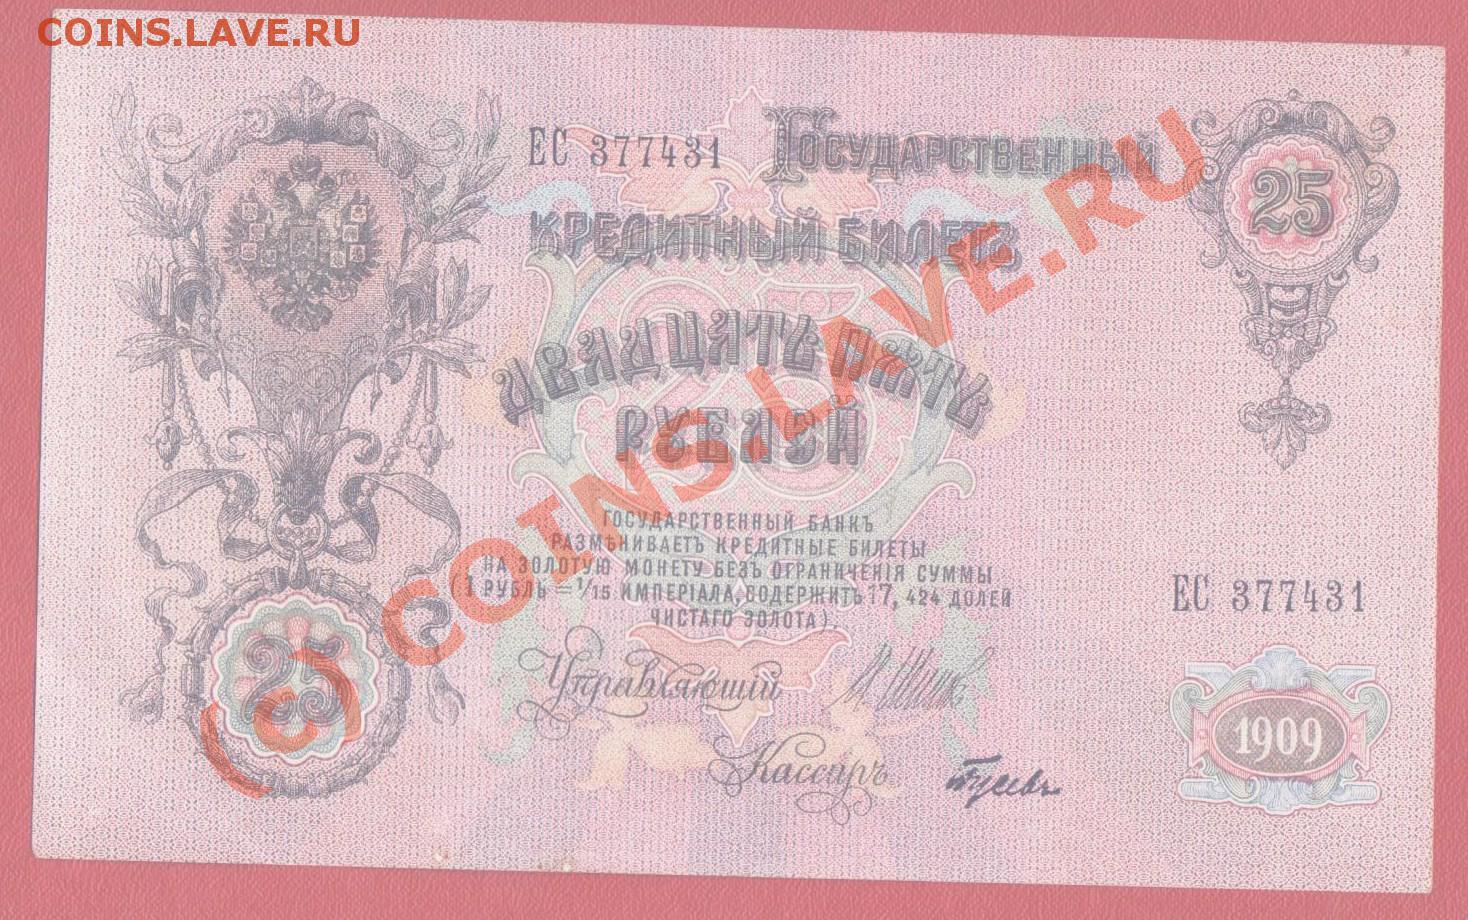 COINS.LAVE.RU
ЕС 377431 Государственный
Кредитный Билетъ
25
Двадцать Пять
Рублей
ГОСУДАРСТВЕННЫЙ БАНКЪ
РАЗМѢНИВАЕТЪ КРЕДИТНЫЕ БИЛЕТЫ
НА ЗОЛОТУЮ МОНЕТУ БЕЗЪ ОГРАНИЧЕНІЯ СУММЫ
(1 РУБЛЬ = 1/15 ИМПЕРІАЛА, СОДЕРЖИТЪ 17,424 ДОЛЕЙ
ЧИСТАГО ЗОЛОТА).
ЕС 377431
25
Управляющій
Кассиръ
1909
(c) COINS.LAVE.RU